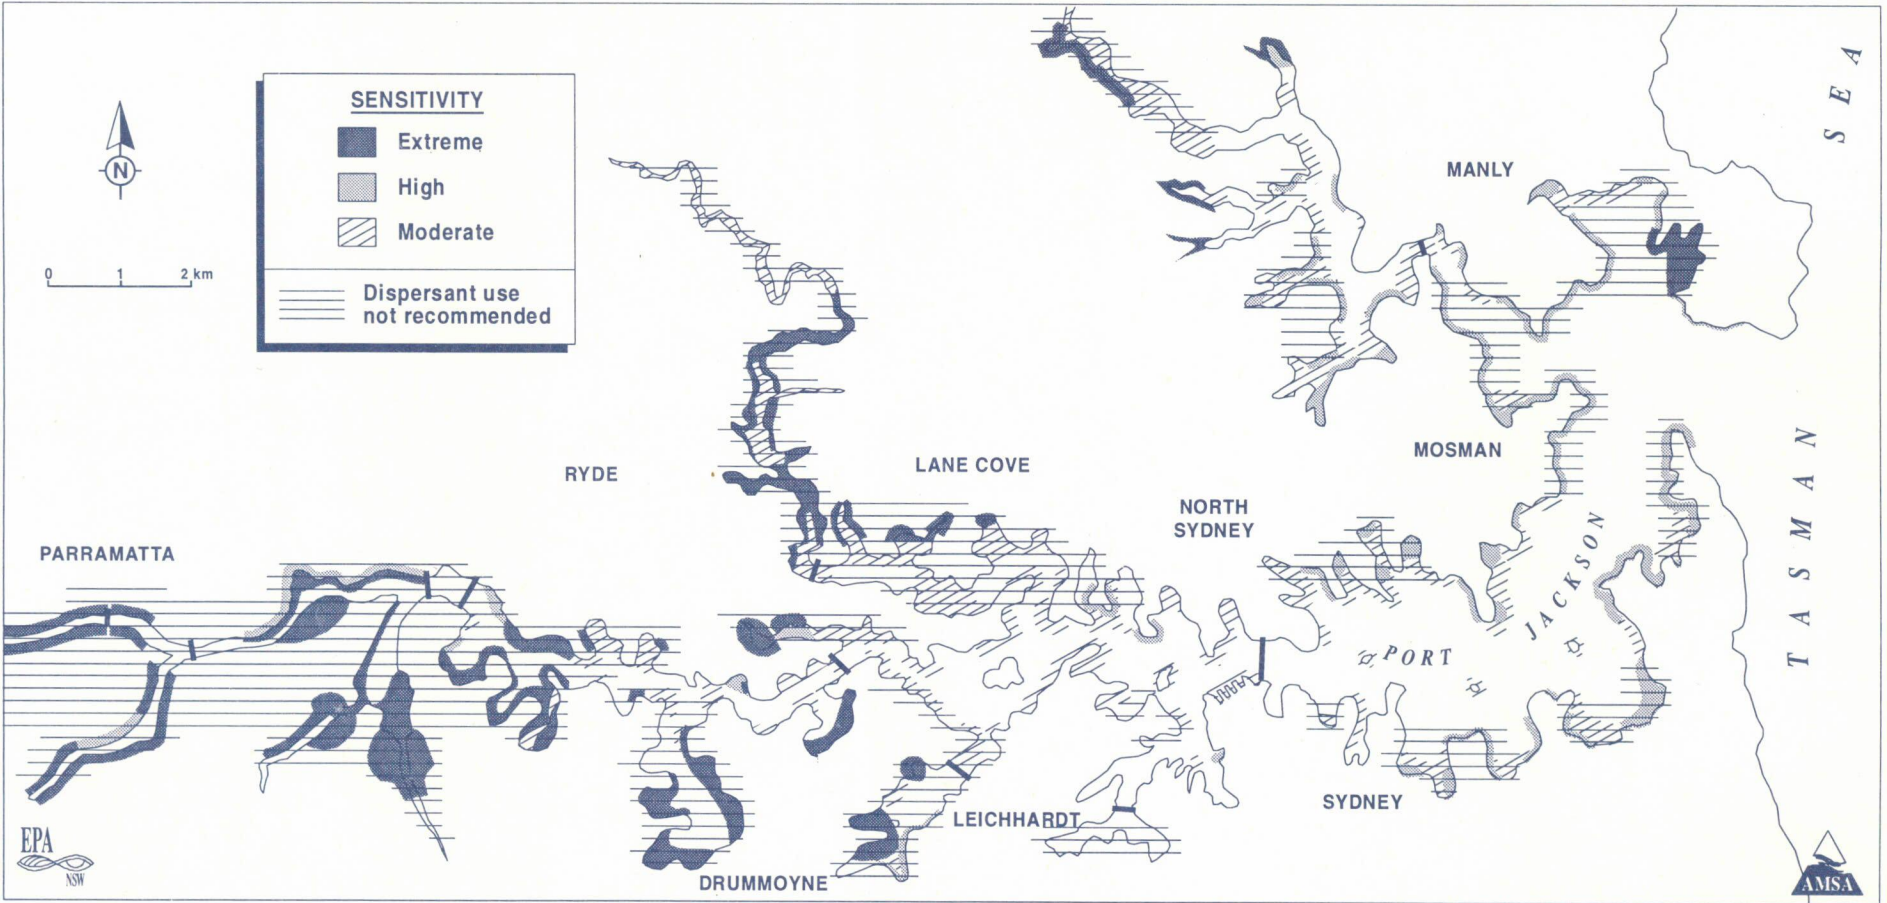 SENSITIVITY
Extreme
High
Moderate
Dispersant use
not recommended
N
0 1 2 km
SEA
MANLY
TASMAN
MOSMAN
LANE COVE
RYDE
NORTH
SYDNEY
PARRAMATTA
JACKSON
PORT
SYDNEY
LEICHHARDT
DRUMMOYNE
EPA
NSW
AMSA